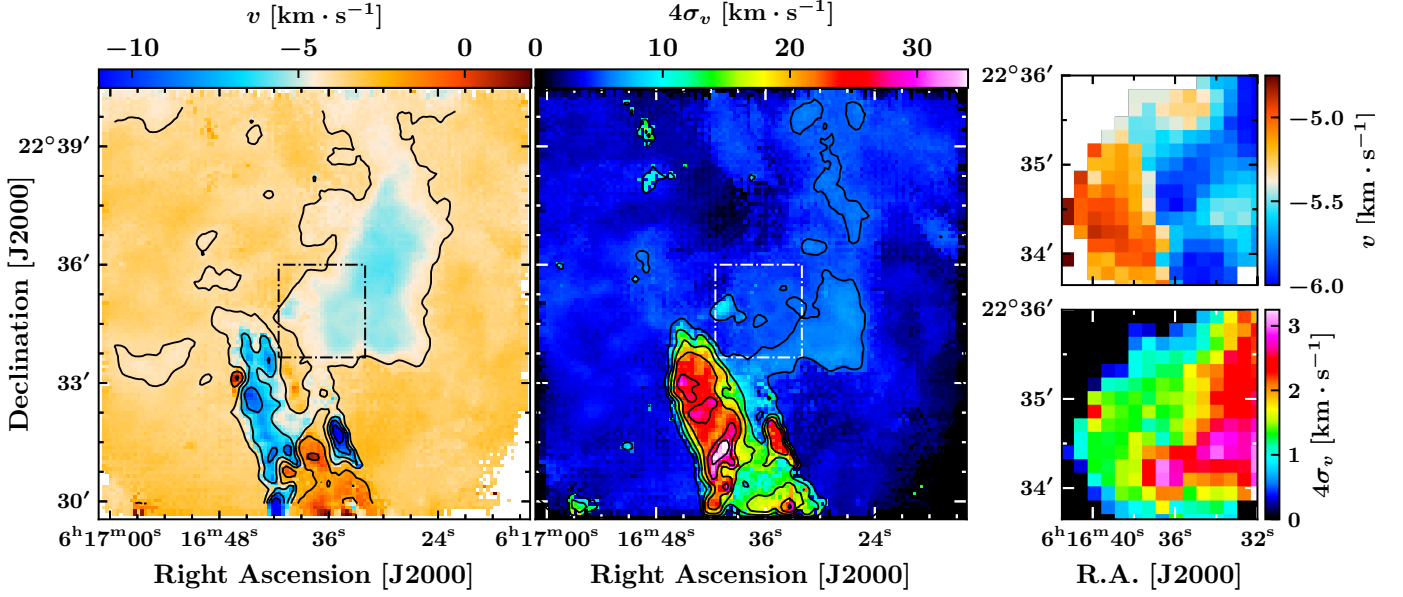 v [km · s⁻¹]
−10 −5 0
4σᵥ [km · s⁻¹]
0 10 20 30
22°39′
36′
33′
30′
Declination [J2000]
6ʰ17ᵐ00ˢ 16ᵐ48ˢ 36ˢ 24ˢ
Right Ascension [J2000]
6ʰ17ᵐ00ˢ 16ᵐ48ˢ 36ˢ 24ˢ
Right Ascension [J2000]
22°36′
35′
34′
−5.0
−5.5
−6.0
v [km · s⁻¹]
22°36′
35′
34′
3
2
1
0
4σᵥ [km · s⁻¹]
6ʰ16ᵐ40ˢ 36ˢ 32ˢ
R.A. [J2000]